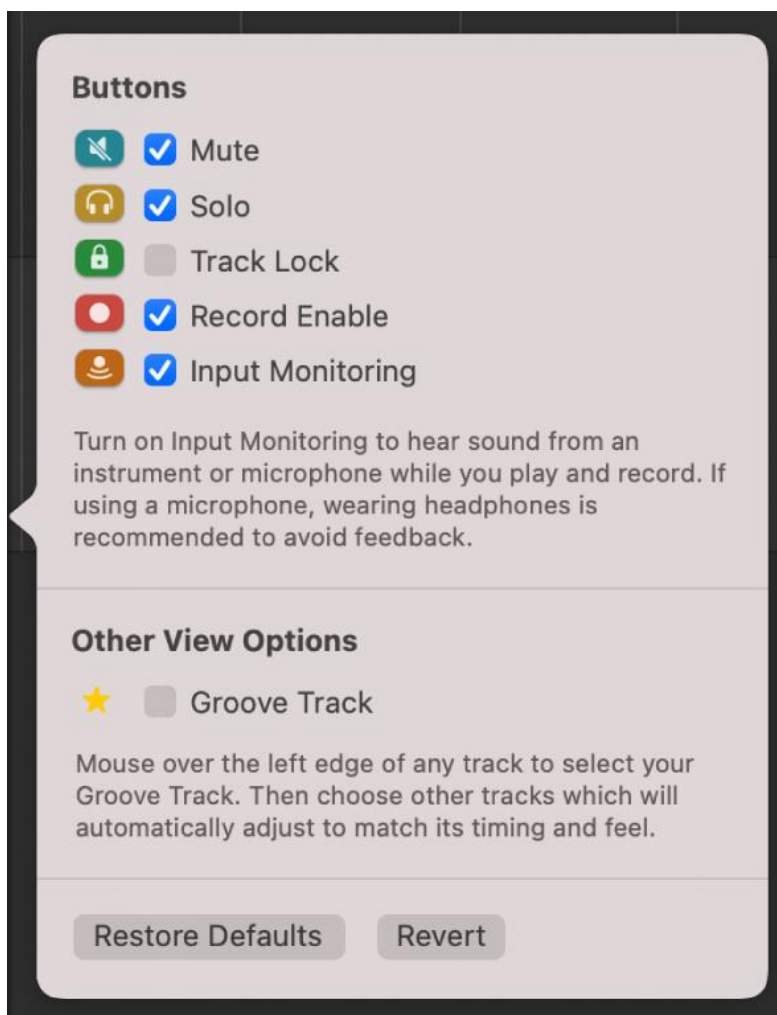 Buttons
Mute
Solo
Track Lock
Record Enable
Input Monitoring
Turn on Input Monitoring to hear sound from an
instrument or microphone while you play and record. If
using a microphone, wearing headphones is
recommended to avoid feedback.
Other View Options
Groove Track
Mouse over the left edge of any track to select your
Groove Track. Then choose other tracks which will
automatically adjust to match its timing and feel.
Restore Defaults Revert